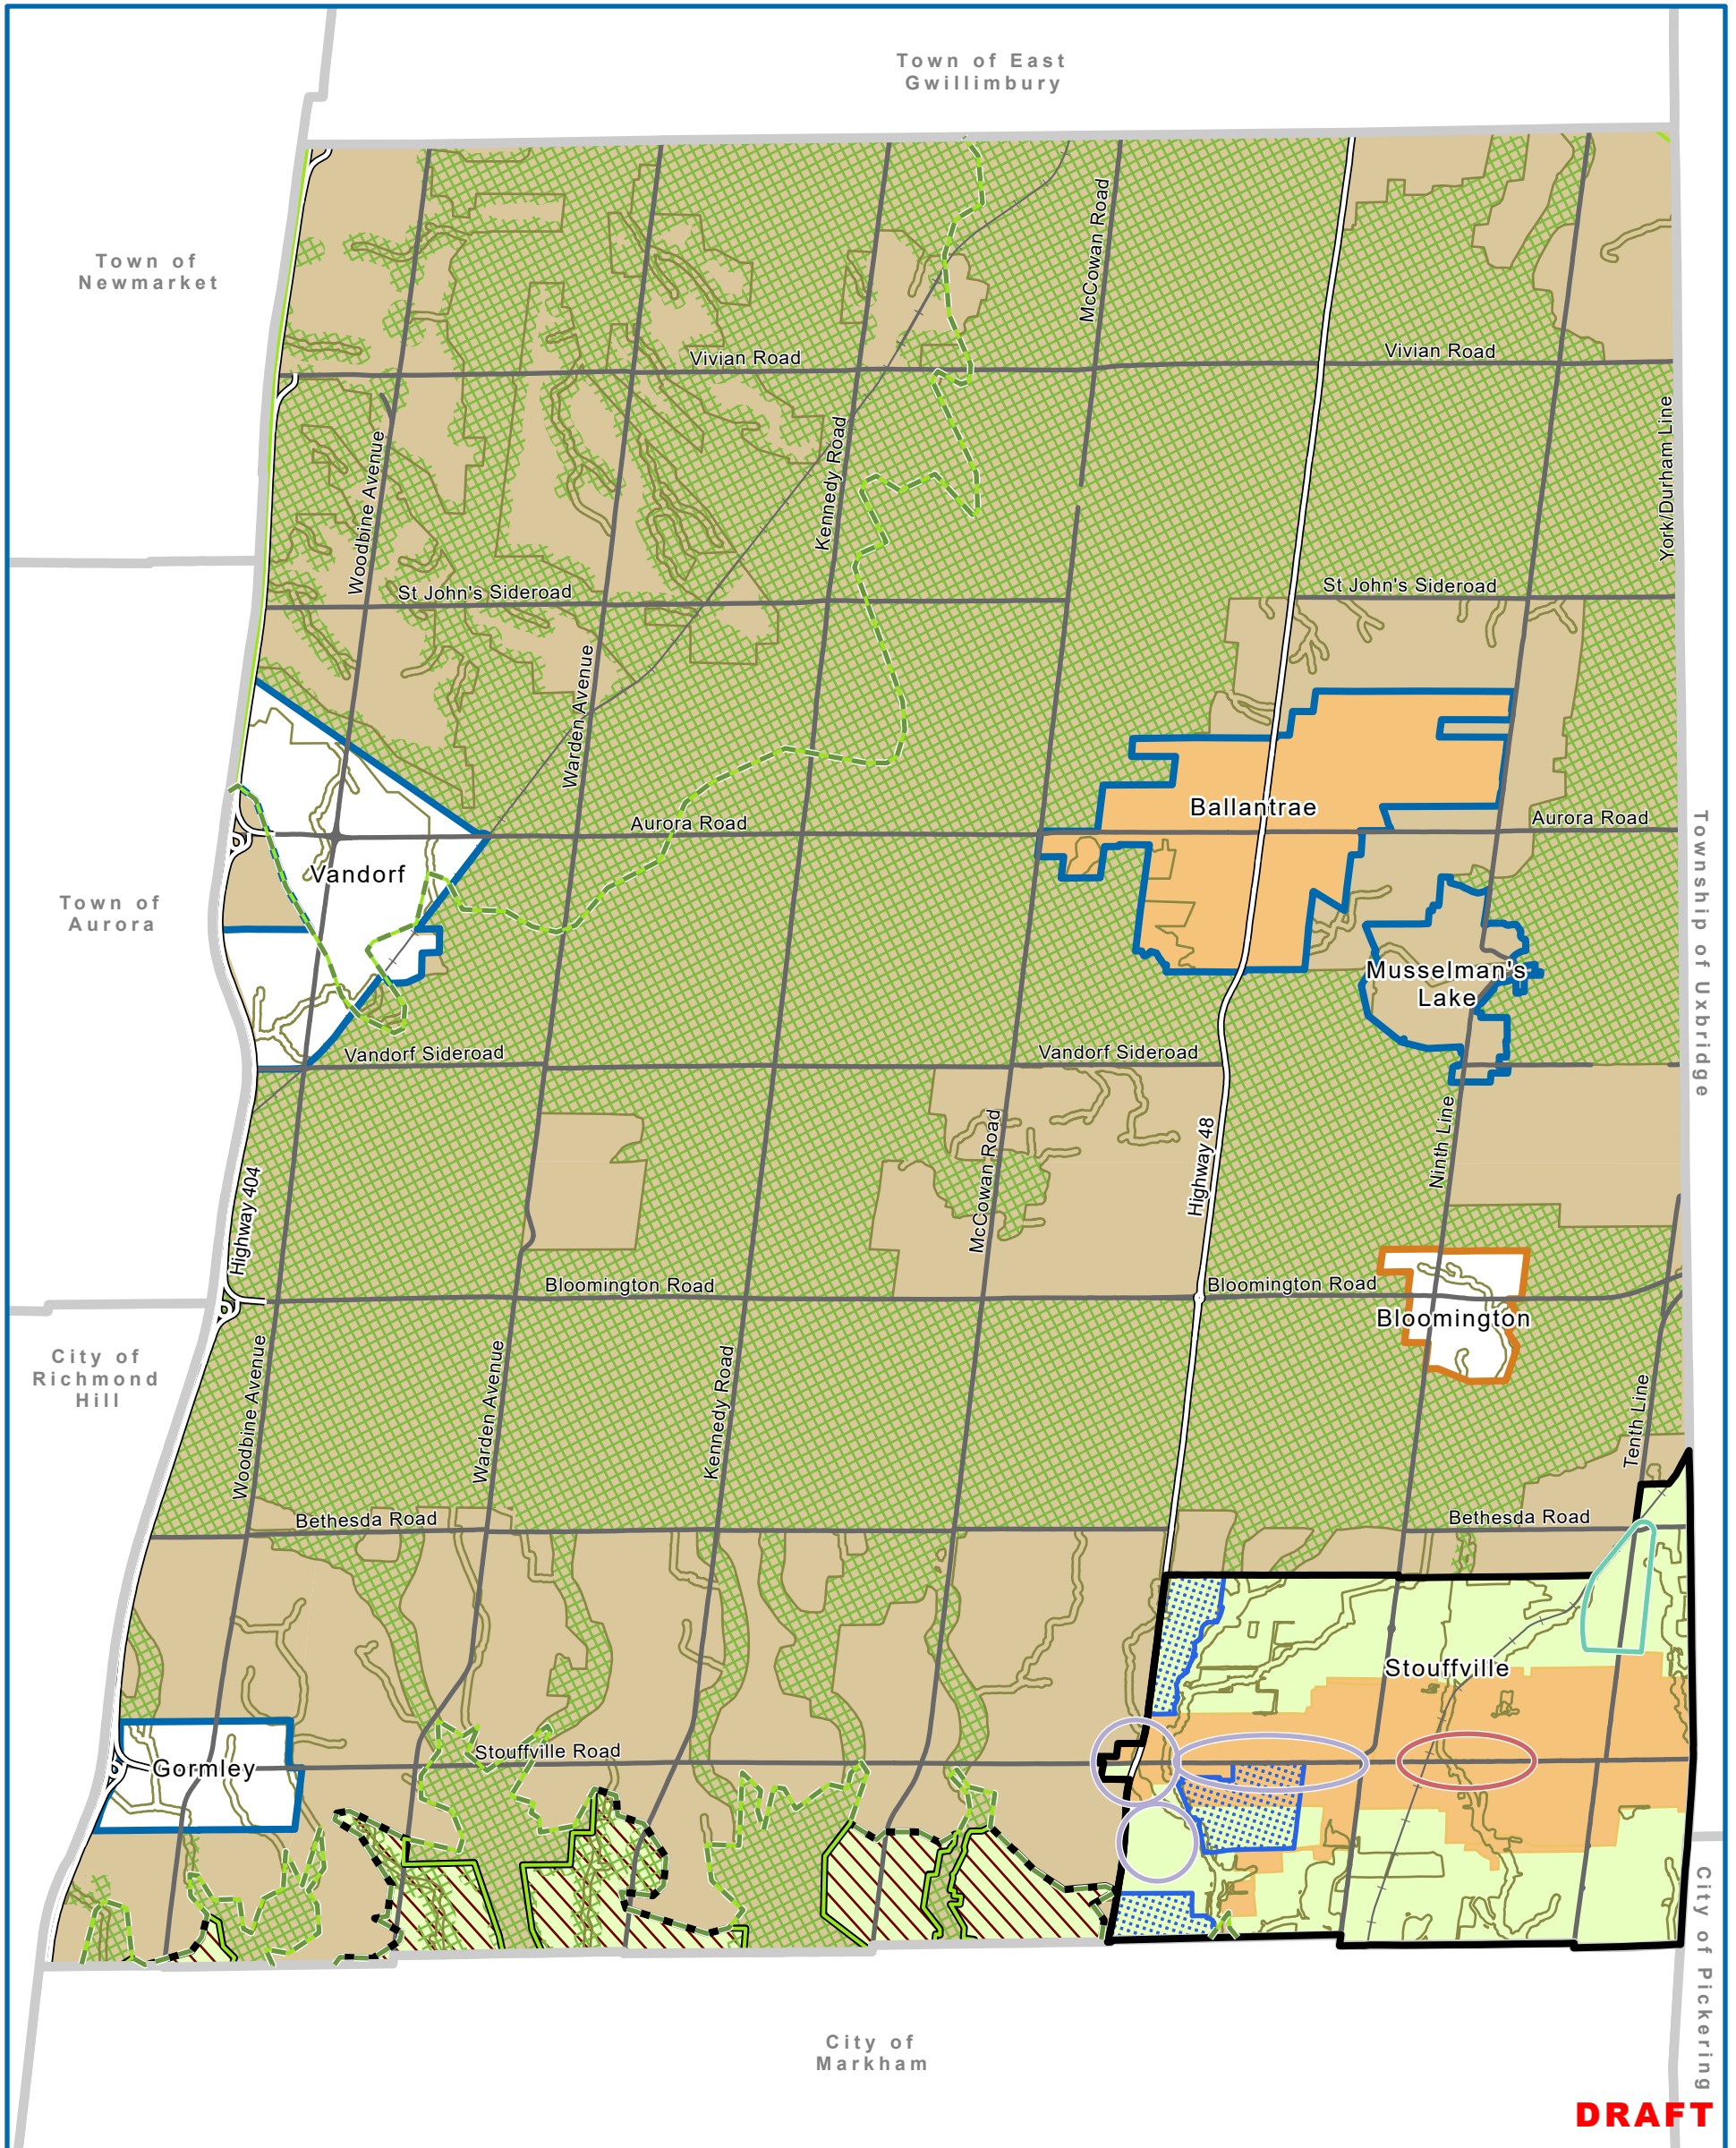 Town of East
Gwillimbury
Town of
Newmarket
McCowan Road
Vivian Road
Vivian Road
York/Durham Line
Woodbine Avenue
Kennedy Road
St John's Sideroad
St John's Sideroad
Warden Avenue
Ballantrae
Aurora Road
Aurora Road
Vandorf
Town of
Aurora
Township of Uxbridge
Musselman's
Lake
Vandorf Sideroad
Vandorf Sideroad
Highway 404
McCowan Road
Highway 48
Ninth Line
Bloomington Road
Bloomington Road
Bloomington
City of
Richmond
Hill
Woodbine Avenue
Warden Avenue
Kennedy Road
Tenth Line
Bethesda Road
Bethesda Road
Stouffville
Stouffville Road
Gormley
City of Pickering
City of
Markham
DRAFT